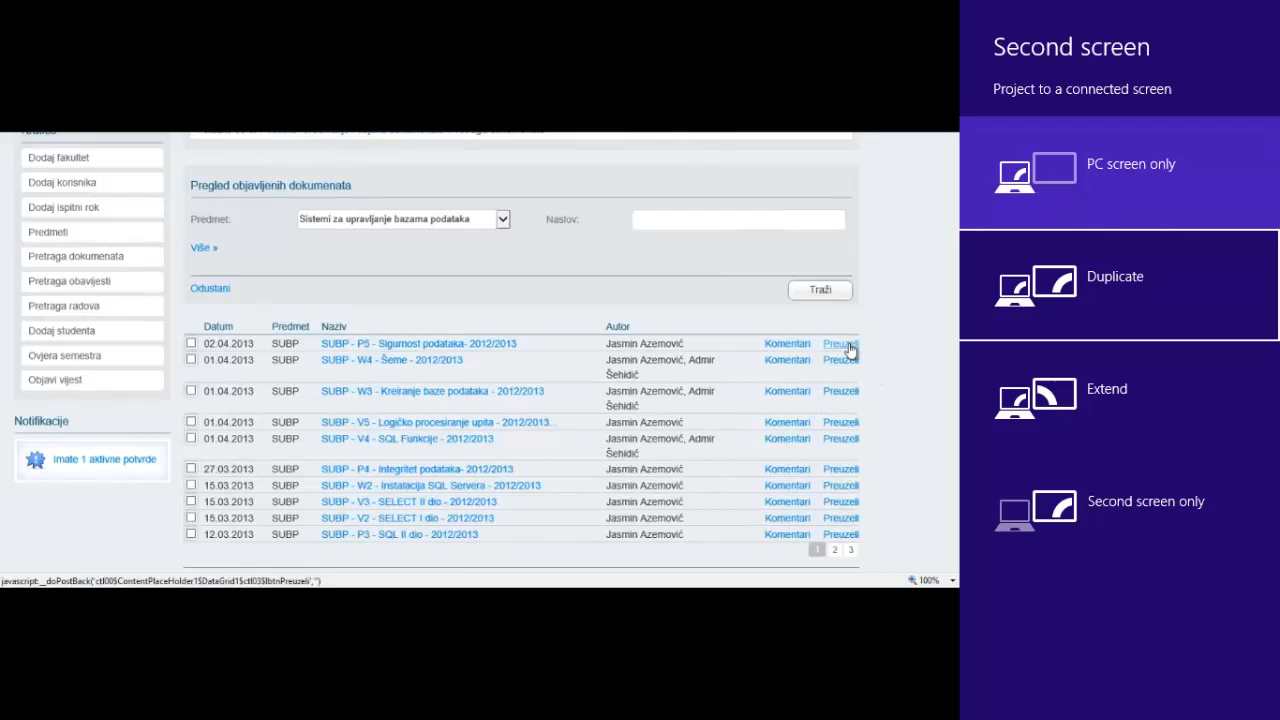 Second screen
Project to a connected screen
PC screen only
Duplicate
Extend
Second screen only
Dodaj fakultet
Dodaj korisnika
Dodaj ispitni rok
Predmeti
Pretraga dokumenata
Pretraga obavijesti
Pretraga radova
Dodaj studenta
Ovjera semestra
Objavi vijest
Notifikacije
Imate 1 aktivne potvrde
Pregled objavljenih dokumenata
Predmet: Sistemi za upravljanje bazama podataka Naslov:
Više »
Odustani Traži
Datum Predmet Naziv Autor
02.04.2013 SUBP SUBP - P5 - Sigurnost podataka- 2012/2013 Jasmin Azemović Komentari Preuzeli
01.04.2013 SUBP SUBP - W4 - Šeme - 2012/2013 Jasmin Azemović, Admir Šehidić Komentari Preuzeli
01.04.2013 SUBP SUBP - W3 - Kreiranje baze podataka - 2012/2013 Jasmin Azemović, Admir Šehidić Komentari Preuzeli
01.04.2013 SUBP SUBP - V5 - Logičko procesiranje upita - 2012/2013... Jasmin Azemović Komentari Preuzeli
01.04.2013 SUBP SUBP - V4 - SQL Funkcije - 2012/2013 Jasmin Azemović, Admir Šehidić Komentari Preuzeli
27.03.2013 SUBP SUBP - P4 - Integritet podataka- 2012/2013 Jasmin Azemović Komentari Preuzeli
15.03.2013 SUBP SUBP - W2 - Instalacija SQL Servera - 2012/2013 Jasmin Azemović Komentari Preuzeli
15.03.2013 SUBP SUBP - V3 - SELECT II dio - 2012/2013 Jasmin Azemović Komentari Preuzeli
15.03.2013 SUBP SUBP - V2 - SELECT I dio - 2012/2013 Jasmin Azemović Komentari Preuzeli
12.03.2013 SUBP SUBP - P3 - SQL II dio - 2012/2013 Jasmin Azemović Komentari Preuzeli
1 2 3
javascript:__doPostBack('ctl00$ContentPlaceHolder1$DataGrid1$ctl03$lbtnPreuzeli','')
100%